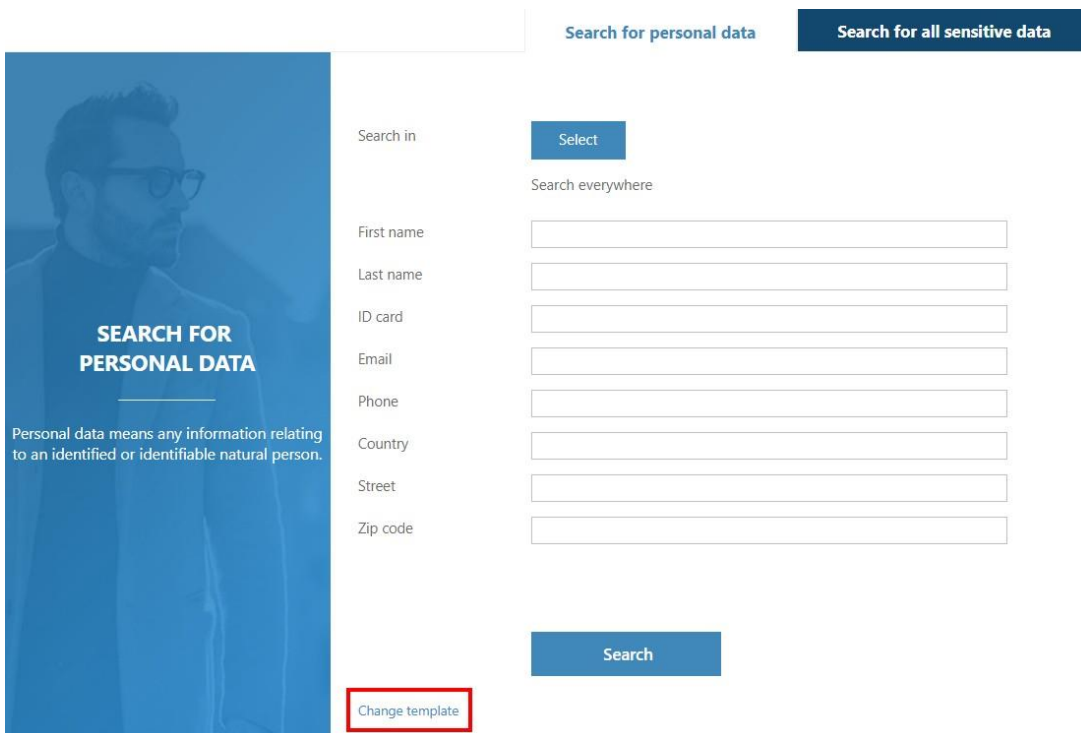 Search for personal data
Search for all sensitive data
SEARCH FOR
PERSONAL DATA
Personal data means any information relating
to an identified or identifiable natural person.
Search in
Select
Search everywhere
First name
Last name
ID card
Email
Phone
Country
Street
Zip code
Search
Change template